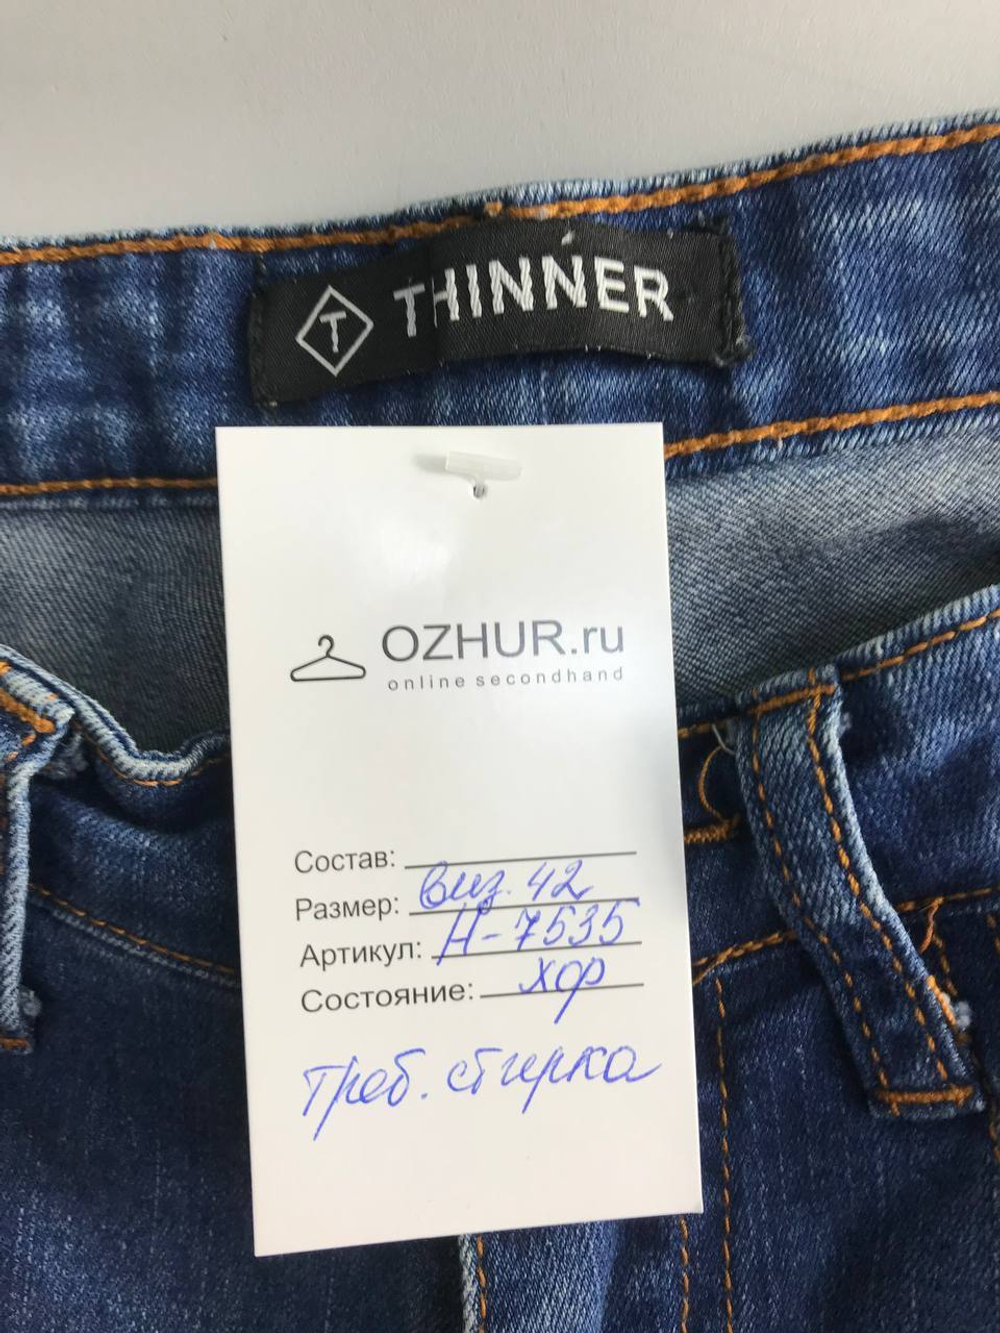 T THINNER
OZHUR.ru
online secondhand
Состав:
Размер: виз. 42
Артикул: Н-7535
Состояние: хор
Треб. стирка